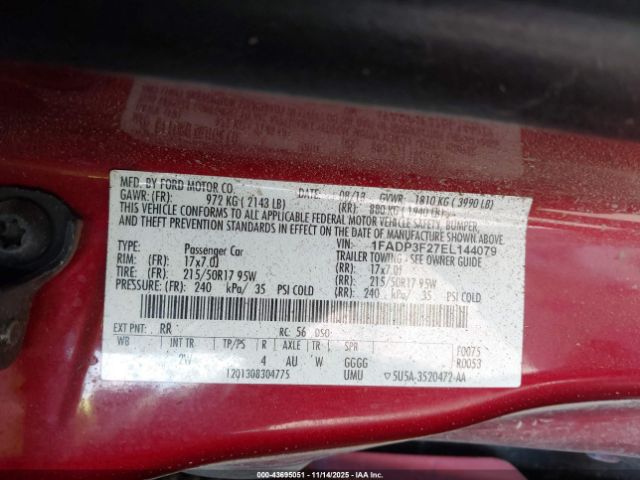 MFD. BY FORD MOTOR CO.
DATE: 08/13 GVWR: 1810 KG ( 3990 LB)
GAWR: (FR) 972 KG ( 2143 LB) (RR) 880 KG ( 1940 LB)
THIS VEHICLE CONFORMS TO ALL APPLICABLE FEDERAL MOTOR VEHICLE SAFETY, BUMPER,
AND THEFT PREVENTION STANDARDS IN EFFECT ON THE DATE OF MANUFACTURE SHOWN ABOVE.
VIN: 1FADP3F27EL144079
TYPE: Passenger Car TRAILER TOWING - SEE OWNER GUIDE
RIM: (FR) 17x7.0J (RR) 17x7.0J
TIRE: (FR) 215/50R17 95W (RR) 215/50R17 95W
PRESSURE: (FR) 240 kPa/ 35 PSI COLD (RR) 240 kPa/ 35 PSI COLD
EXT PNT: RR RC: 56 DSO: F0075
WB INT TR TP/PS R AXLE TR SPR R0053
2W 4 AU W GGGG
1201308304775 UMU 5U5A-3520472-AA
000-43695051 - 11/14/2025 - IAAI.COM